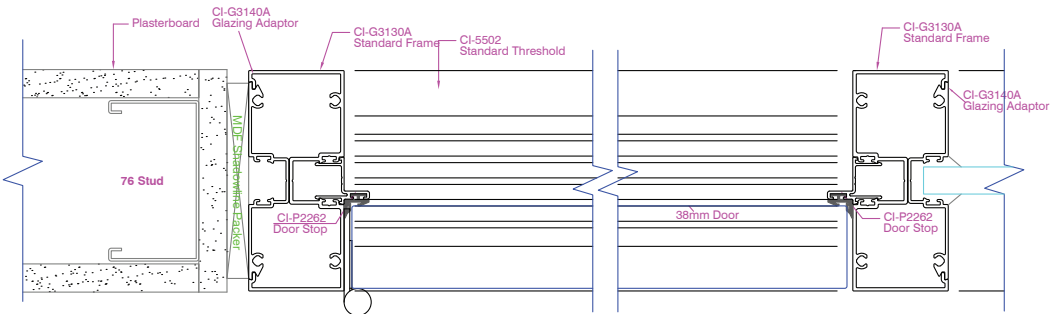 Plasterboard
CI-G3140A
Glazing Adaptor
CI-G3130A
Standard Frame
CI-5502
Standard Threshold
CI-G3130A
Standard Frame
CI-G3140A
Glazing Adaptor
76 Stud
MDF Shadowline Packer
CI-P2262
Door Stop
38mm Door
CI-P2262
Door Stop